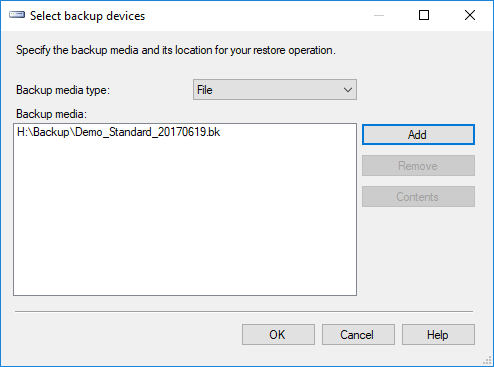 Select backup devices
Specify the backup media and its location for your restore operation.
Backup media type:
File
Backup media:
H:\Backup\Demo_Standard_20170619.bk
Add
Remove
Contents
OK
Cancel
Help